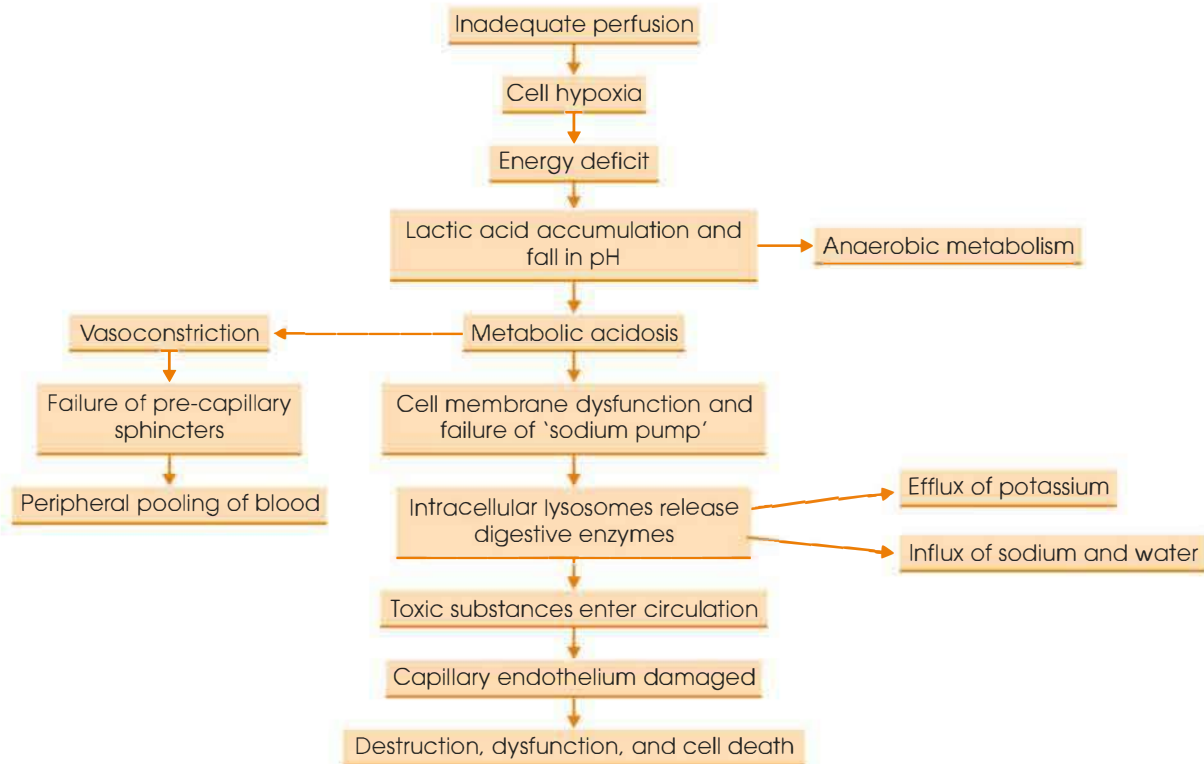 Inadequate perfusion
Cell hypoxia
Energy deficit
Lactic acid accumulation and
fall in pH
Anaerobic metabolism
Vasoconstriction
Metabolic acidosis
Failure of pre-capillary
sphincters
Cell membrane dysfunction and
failure of ‘sodium pump’
Peripheral pooling of blood
Intracellular lysosomes release
digestive enzymes
Efflux of potassium
Influx of sodium and water
Toxic substances enter circulation
Capillary endothelium damaged
Destruction, dysfunction, and cell death